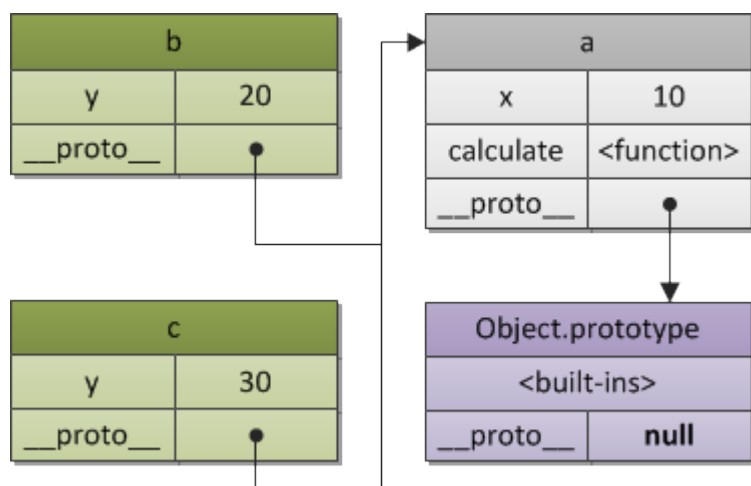 b
y 20
__proto__
a
x 10
calculate <function>
__proto__
c
y 30
__proto__
Object.prototype
<built-ins>
__proto__ null